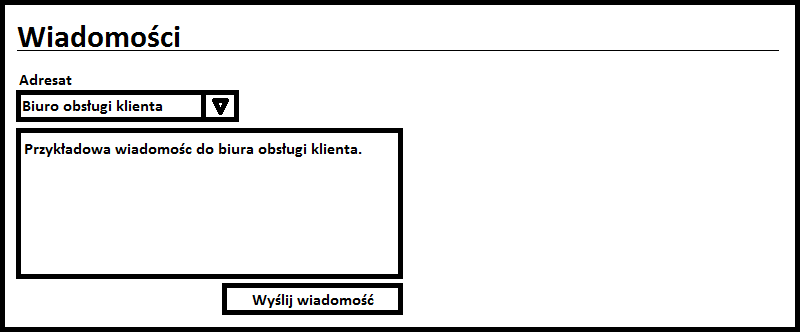 Wiadomości
Adresat
Biuro obsługi klienta
Przykładowa wiadomośc do biura obsługi klienta.
Wyślij wiadomość